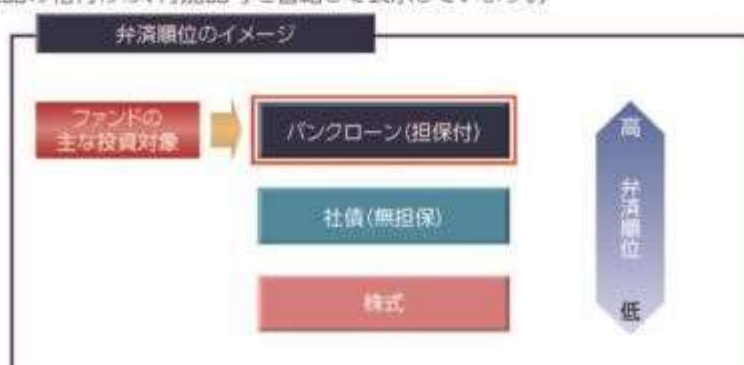 弁済順位のイメージ
ファンドの
主な投資対象
バンクローン(担保付)
社債(無担保)
株式
高
弁済順位
低